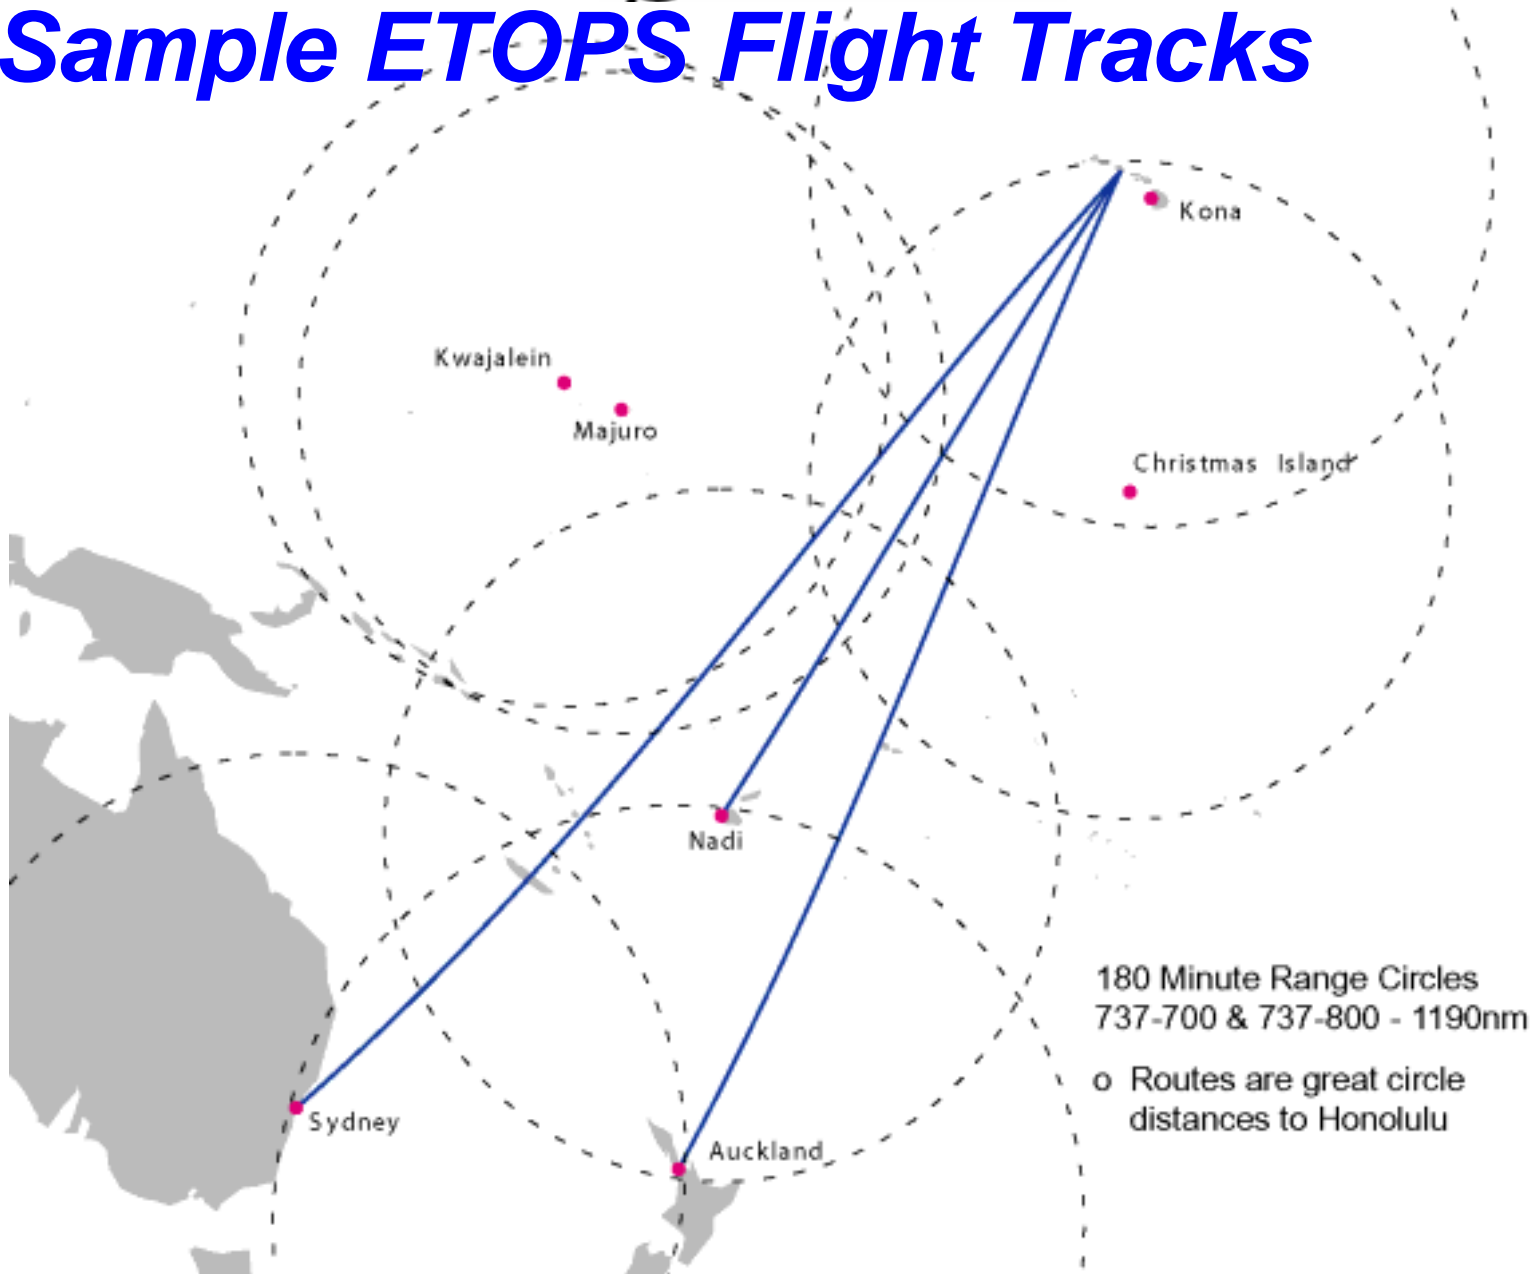 Sample ETOPS Flight Tracks
Kona
Kwajalein
Majuro
Christmas Island
Nadi
180 Minute Range Circles
737-700 & 737-800 - 1190nm
o Routes are great circle
distances to Honolulu
Sydney
Auckland